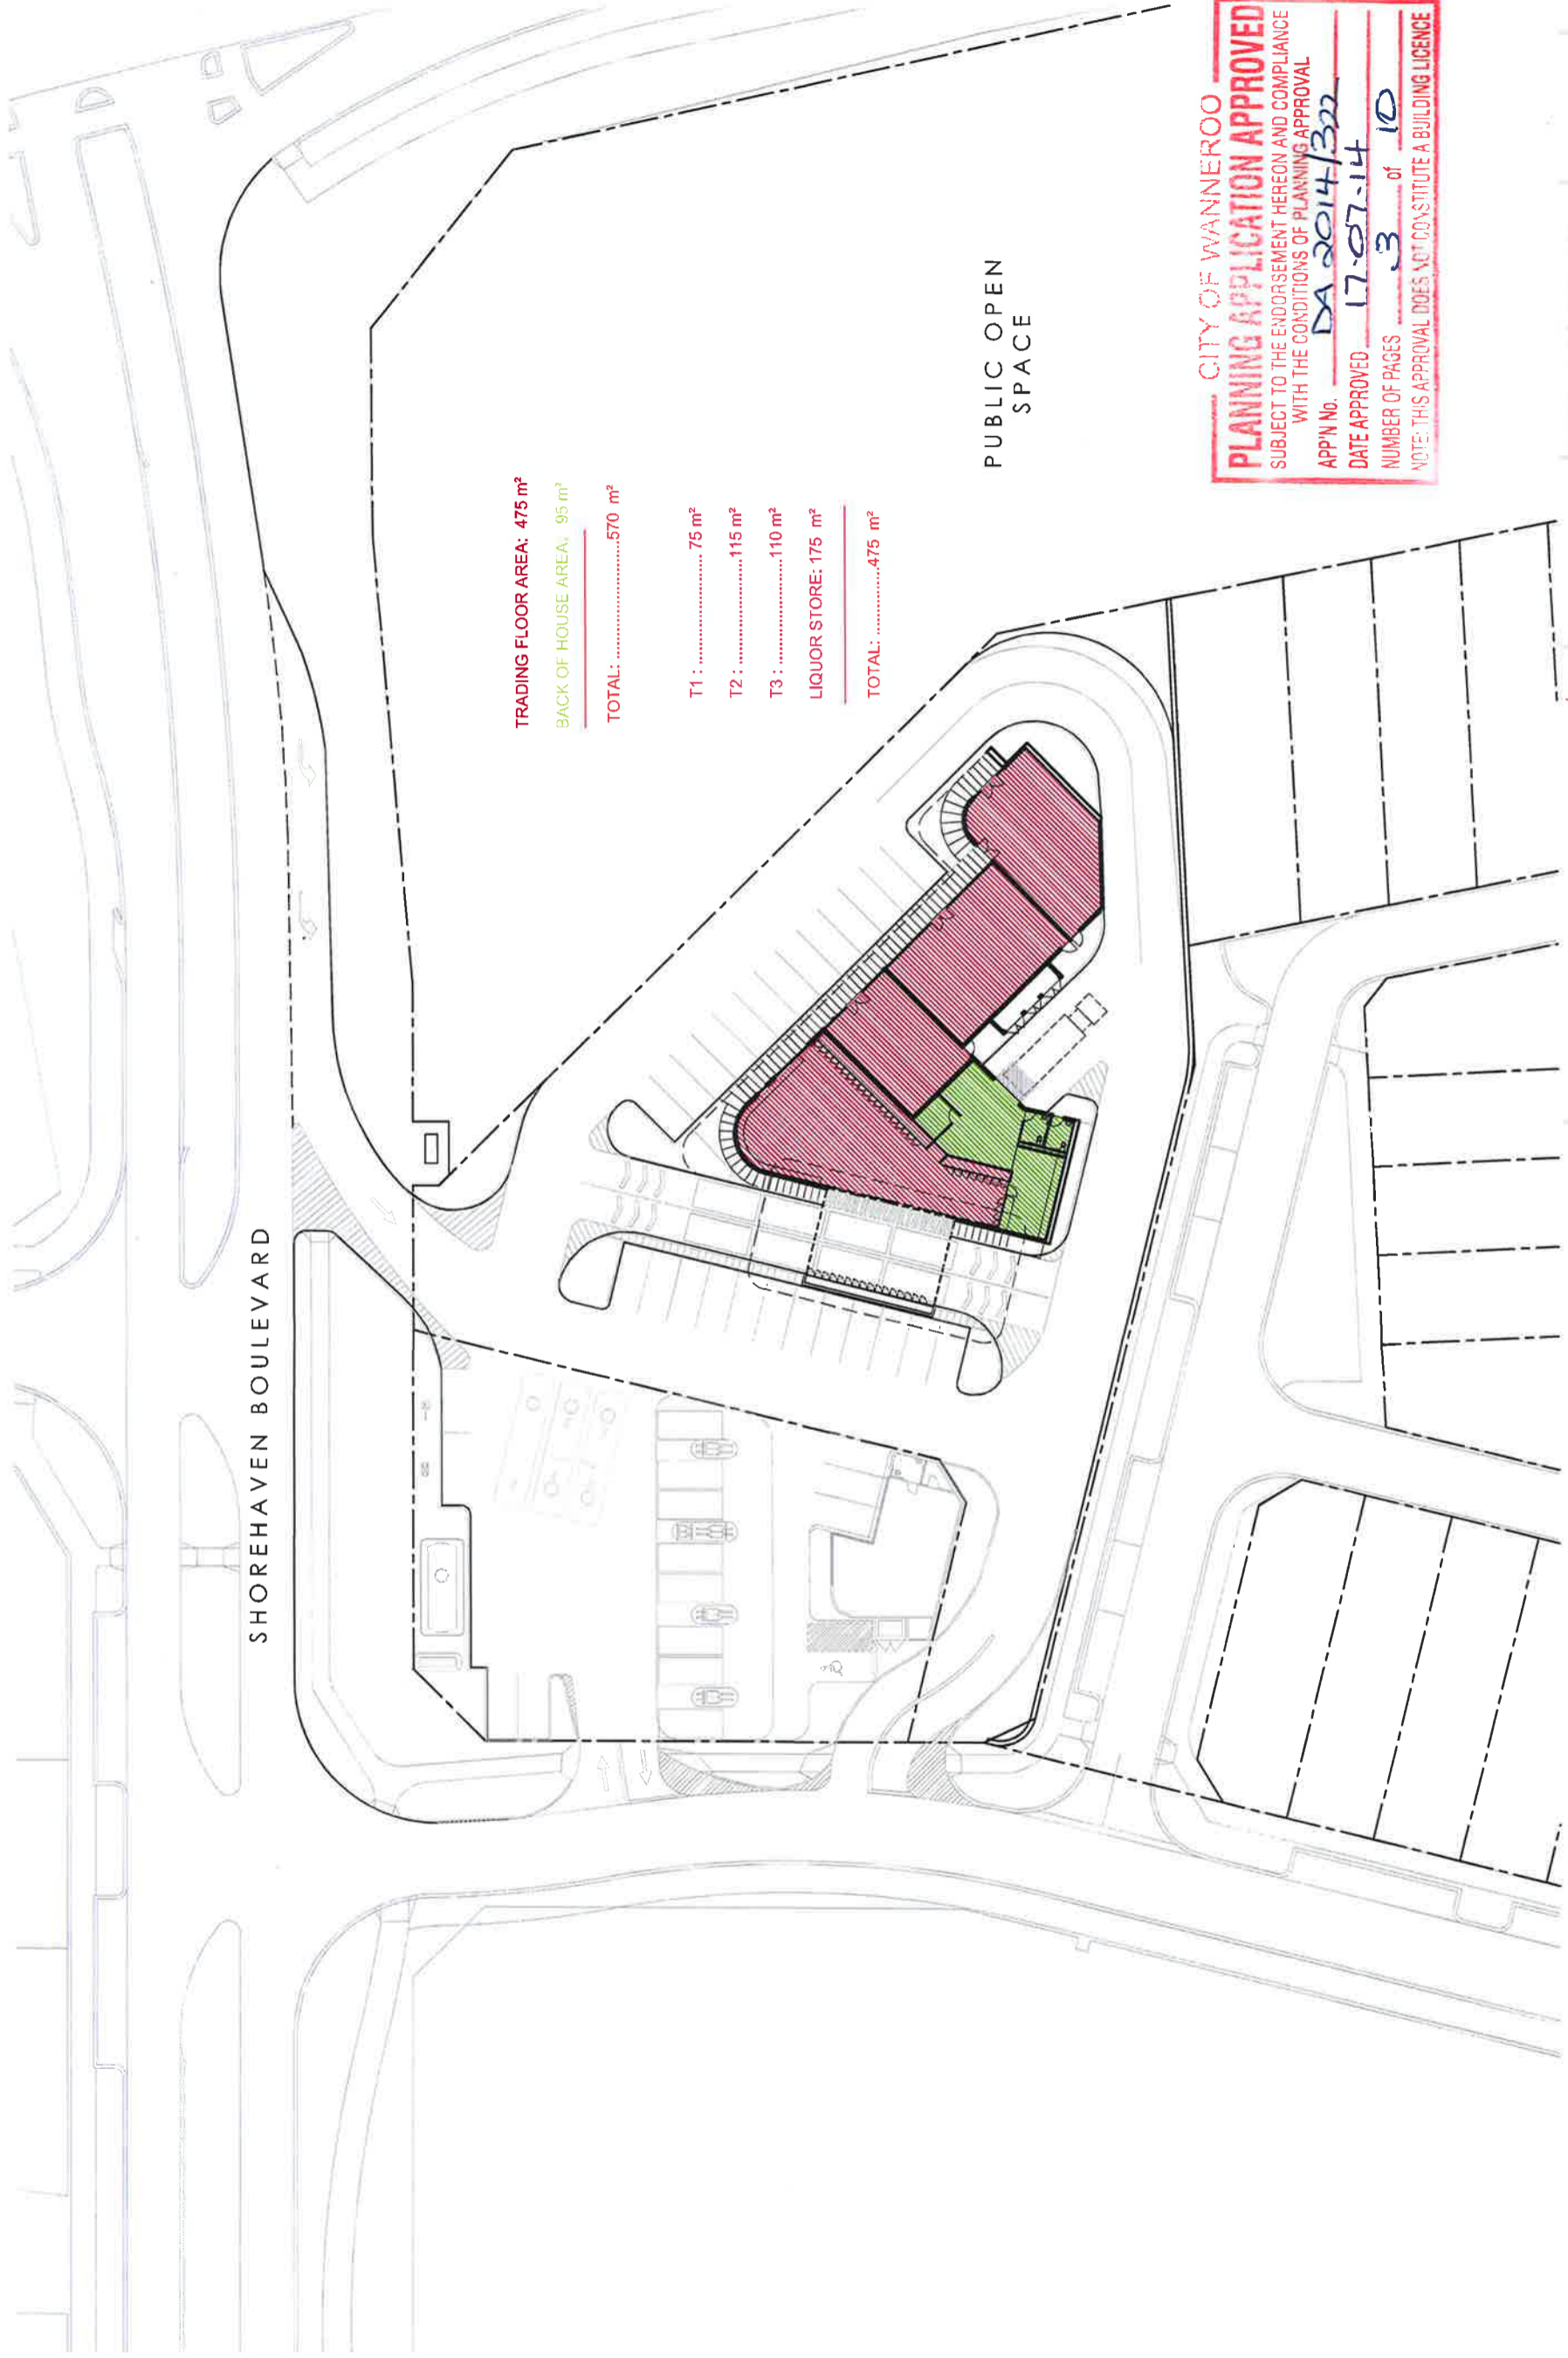 SHOREHAVEN BOULEVARD
TRADING FLOOR AREA: 475 m²
BACK OF HOUSE AREA: 95 m²
TOTAL: ........................570 m²
T1 : ..................... 75 m²
T2 : .....................115 m²
T3 : .....................110 m²
LIQUOR STORE: 175 m²
TOTAL: ..............475 m²
PUBLIC OPEN
SPACE
CITY OF WANNEROO
PLANNING APPLICATION APPROVED
SUBJECT TO THE ENDORSEMENT HEREON AND COMPLIANCE
WITH THE CONDITIONS OF PLANNING APPROVAL
APP'N No. DA 2014/322
DATE APPROVED 17-07-14
NUMBER OF PAGES 3 of 10
NOTE: THIS APPROVAL DOES NOT CONSTITUTE A BUILDING LICENCE